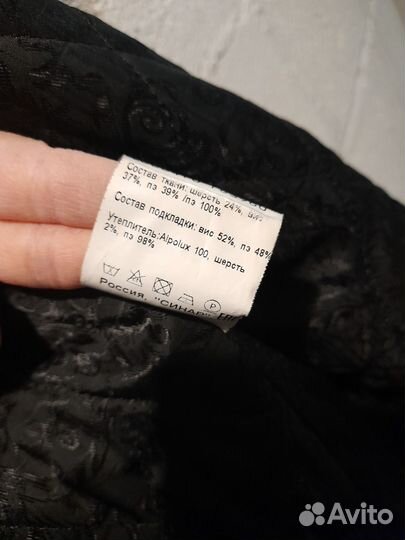 Состав ткани: шерсть 24%, вис.
37%, пэ 39% /пэ 100%
Состав подкладки: вис 52%, пэ 48%
Утеплитель: Alpolux 100, шерсть
2%, пэ 98%
P
Россия, "СИНАР"
Avito